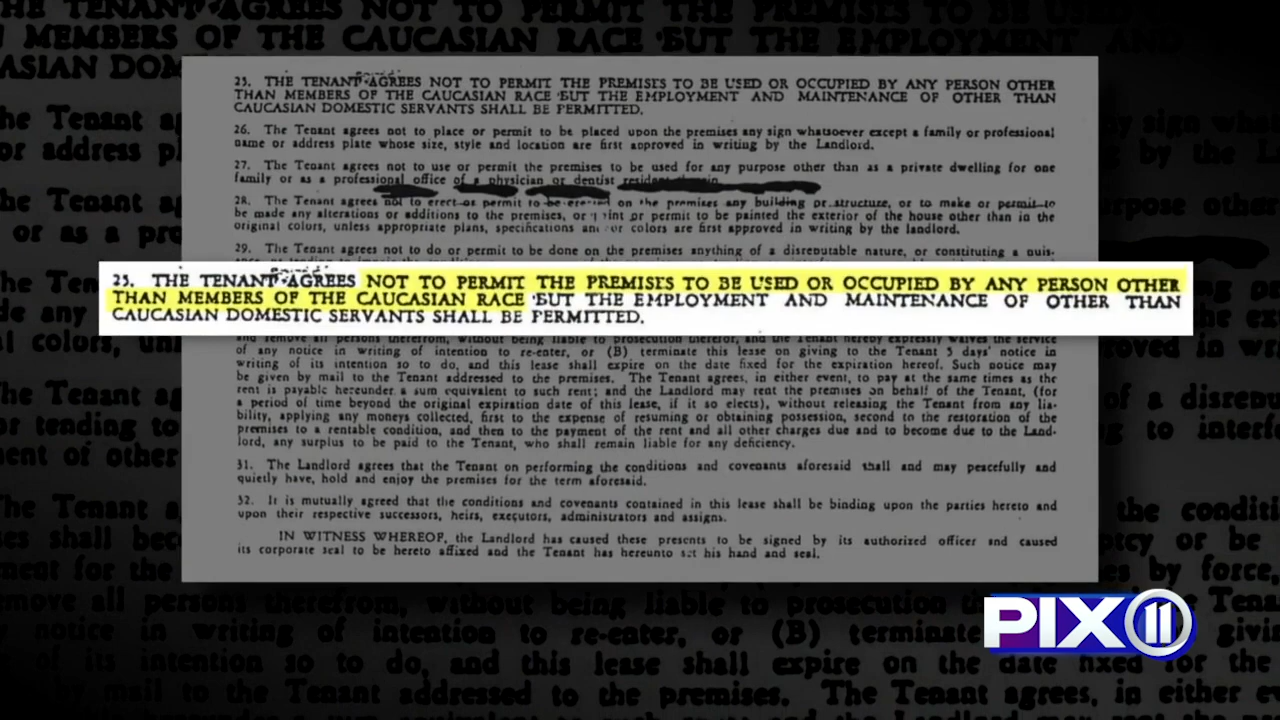 25. THE TENANT AGREES NOT TO PERMIT THE PREMISES TO BE USED OR OCCUPIED BY ANY PERSON OTHER
THAN MEMBERS OF THE CAUCASIAN RACE BUT THE EMPLOYMENT AND MAINTENANCE OF OTHER THAN
CAUCASIAN DOMESTIC SERVANTS SHALL BE PERMITTED.
26. The Tenant agrees not to place or permit to be placed upon the premises any sign whatsoever except a family or professional
name or address plate whose size, style and location are first approved in writing by the Landlord.
27. The Tenant agrees not to use or permit the premises to be used for any purpose other than as a private dwelling for one
family or as a professional office of a physician or dentist
28. The Tenant agrees not to erect or permit to be erected on the premises any building or structure, or to make or permit to
be made any alterations or additions to the premises, or paint or permit to be painted the exterior of the house other than in the
original colors, unless appropriate plans, specifications and or colors are first approved in writing by the landlord.
29. The Tenant agrees not to do or permit to be done on the premises anything of a disreputable nature, or constituting a nuis-
25. THE TENANT AGREES NOT TO PERMIT THE PREMISES TO BE USED OR OCCUPIED BY ANY PERSON OTHER
THAN MEMBERS OF THE CAUCASIAN RACE BUT THE EMPLOYMENT AND MAINTENANCE OF OTHER THAN
CAUCASIAN DOMESTIC SERVANTS SHALL BE PERMITTED.
and remove all persons therefrom, without being liable to prosecution therefor, and the Tenant hereby expressly waives the service
of any notice in writing of intention to re-enter, or (B) terminate this lease on giving to the Tenant 5 days' notice in
writing of its intention so to do, and this lease shall expire on the date fixed for the expiration hereof. Such notice may
be given by mail to the Tenant addressed to the premises. The Tenant agrees, in either event, to pay at the same times as the
rent is payable hereunder a sum equivalent to such rent; and the Landlord may rent the premises on behalf of the Tenant, (for
a period of time beyond the original expiration date of this lease, if it so elects), without releasing the Tenant from any lia-
bility, applying any moneys collected, first to the expense of resuming or obtaining possession, second to the restoration of the
premises to a rentable condition, and then to the payment of the rent and all other charges due and to become due to the Land-
lord, any surplus to be paid to the Tenant, who shall remain liable for any deficiency.
31. The Landlord agrees that the Tenant on performing the conditions and covenants aforesaid shall and may peacefully and
quietly have, hold and enjoy the premises for the term aforesaid.
32. It is mutually agreed that the conditions and covenants contained in this lease shall be binding upon the parties hereto and
upon their respective successors, heirs, executors, administrators and assigns.
IN WITNESS WHEREOF, the Landlord has caused these presents to be signed by its authorized officer and caused
its corporate seal to be hereto affixed and the Tenant has hereunto set his hand and seal.
PIX 11